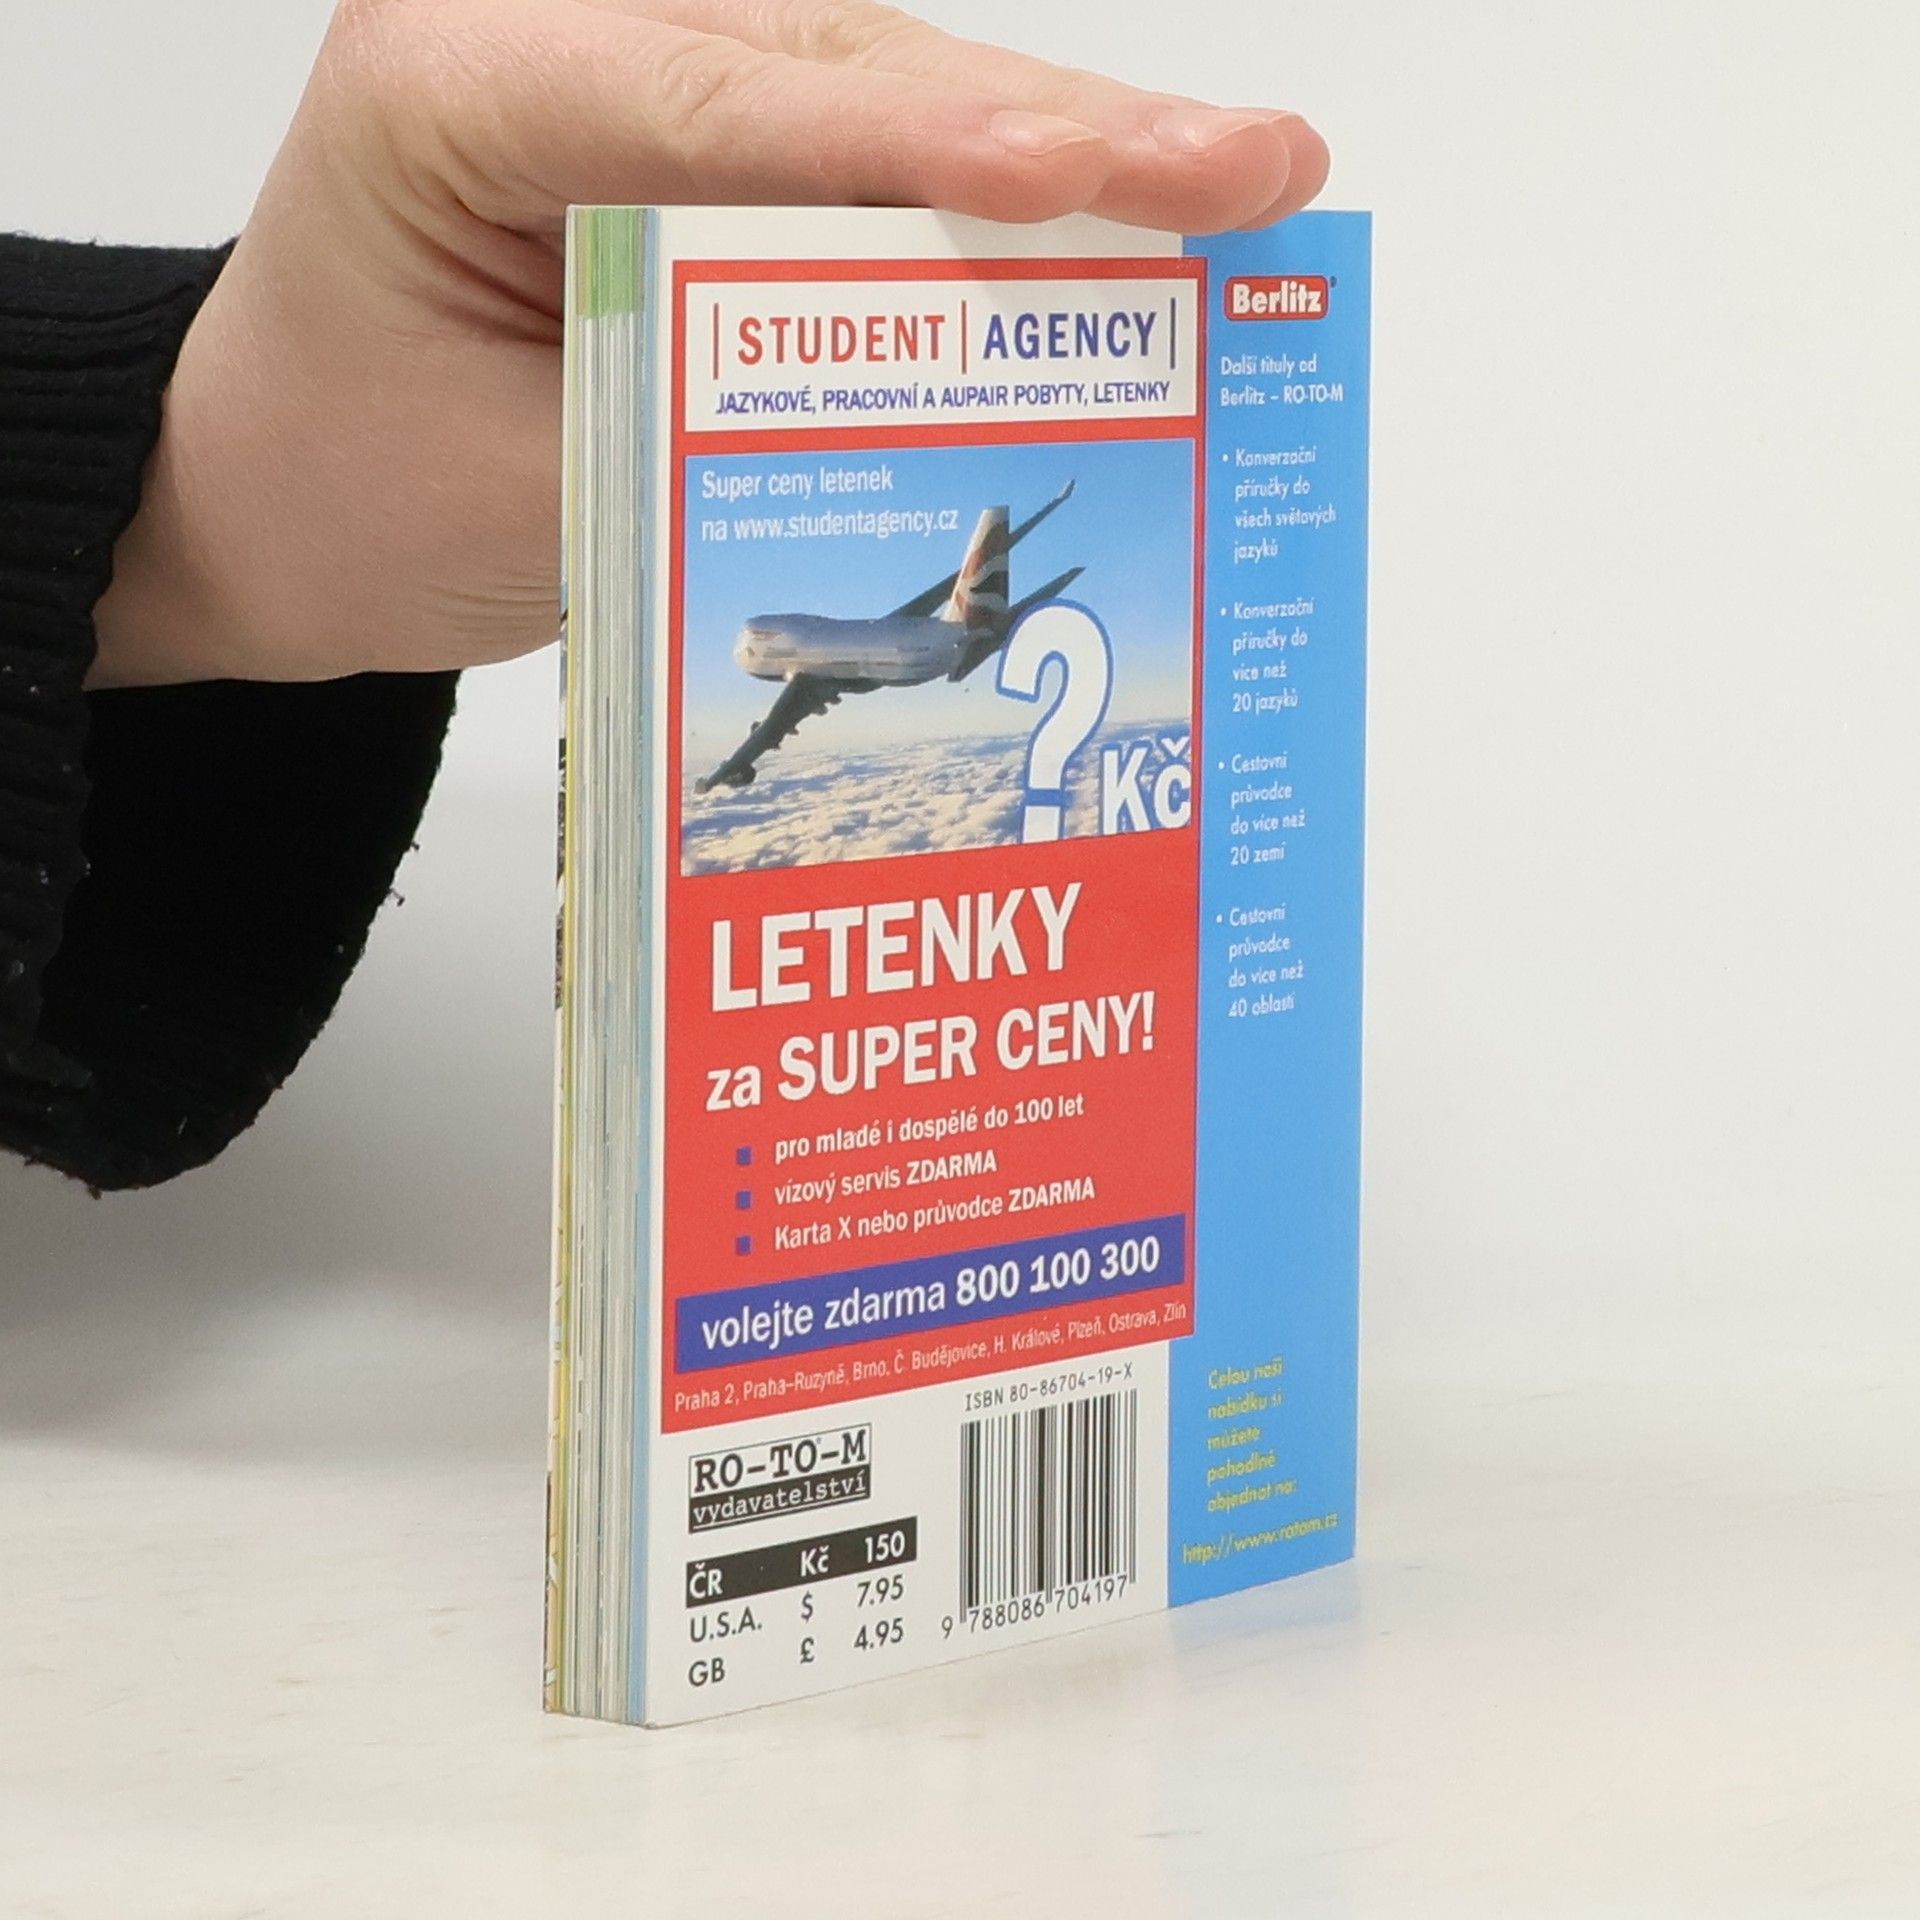 STUDENT AGENCY
JAZYKOVÉ, PRACOVNÍ A AUPAIR POBYTY, LETENKY
Super ceny letenek
na www.studentagency.cz
? Kč
LETENKY
za SUPER CENY!
pro mladé i dospělé do 100 let
vízový servis ZDARMA
Karta X nebo průvodce ZDARMA
volejte zdarma 800 100 300
Praha 2, Praha–Ruzyně, Brno, Č. Budějovice, H. Králové, Plzeň, Ostrava, Zlín
RO-TO-M
vydavatelství
ČR Kč 150
U.S.A. $ 7.95
GB £ 4.95
ISBN 80-86704-19-X
9 788086 704197
Berlitz®
Další tituly od
Berlitz – RO-TO-M
• Konverzační
příručky do
všech světových
jazyků
• Konverzační
příručky do
více než
20 jazyků
• Cestovní
průvodce
do více než
20 zemí
• Cestovní
průvodce
do více než
40 oblastí
Celou naši
nabídku si
můžete
pohodlně
objednat na:
http://www.rotom.cz